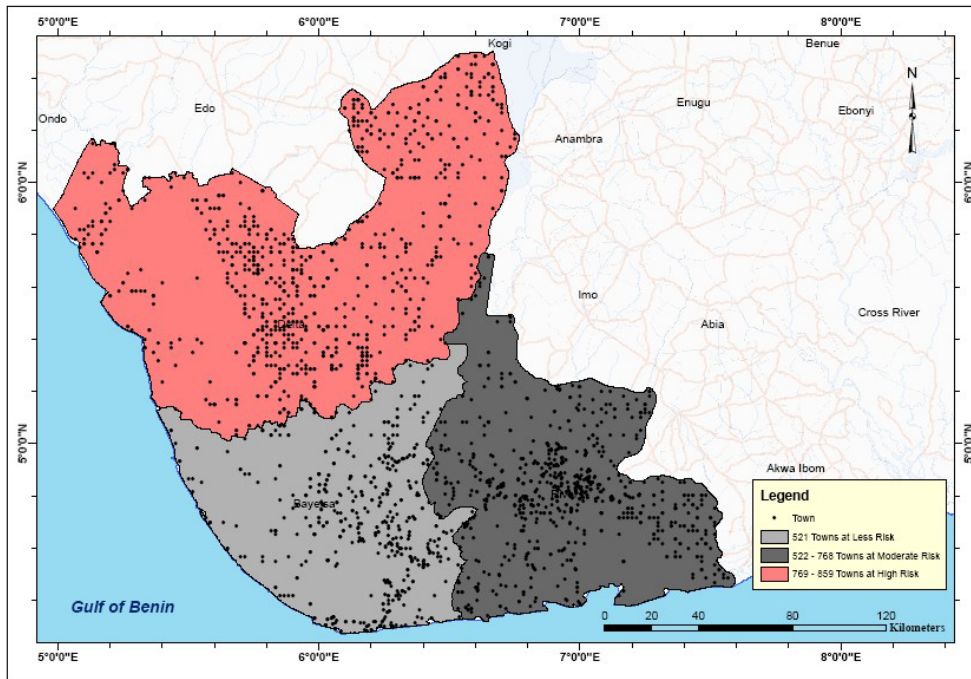 5°0'0"E 6°0'0"E 7°0'0"E 8°0'0"E
Kogi
Benue
N
Edo
Enugu
Ebonyi
Ondo
Anambra
6°0'0"N
6°0'0"N
Imo
Cross River
Delta
Abia
5°0'0"N
5°0'0"N
Akwa Ibom
Bayelsa
Legend
Town
521 Towns at Less Risk
522 - 768 Towns at Moderate Risk
769 - 859 Towns at High Risk
Gulf of Benin
0 20 40 80 120
Kilometers
5°0'0"E 6°0'0"E 7°0'0"E 8°0'0"E